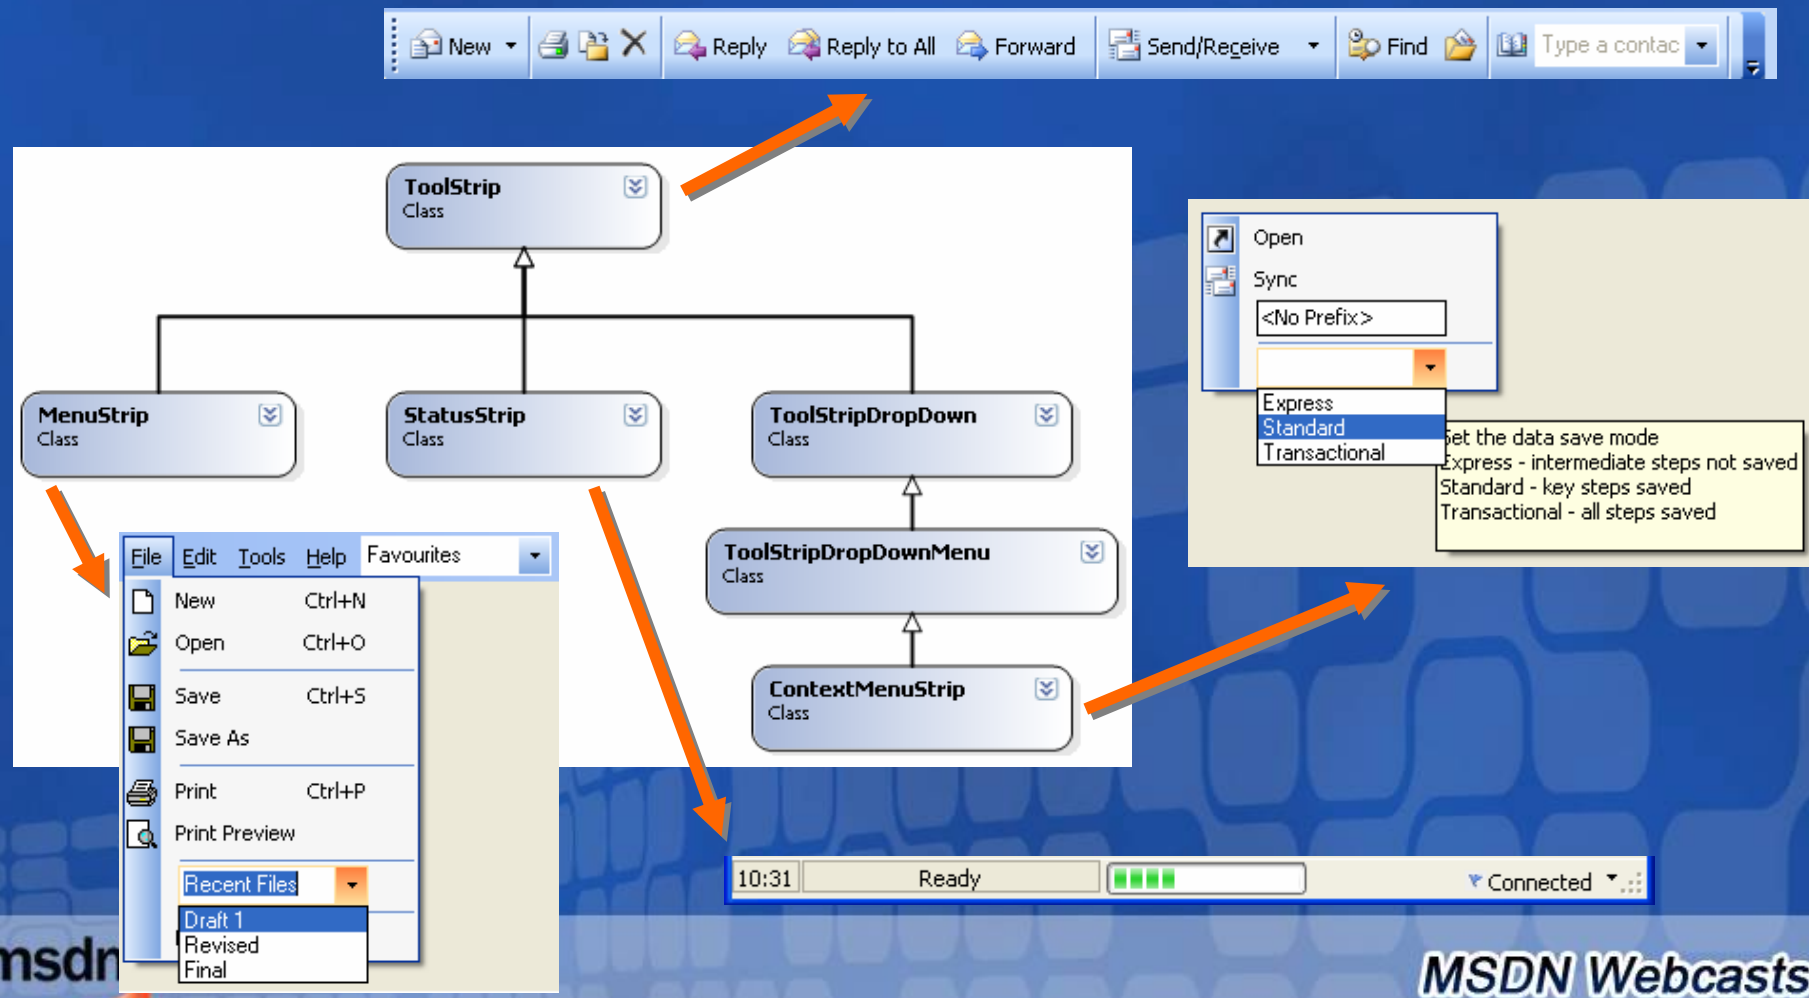 New Reply Reply to All Forward Send/Receive Find Type a contac
ToolStrip
Class
MenuStrip
Class
StatusStrip
Class
ToolStripDropDown
Class
ToolStripDropDownMenu
Class
ContextMenuStrip
Class
Open
Sync
<No Prefix>
Express
Standard
Transactional
Set the data save mode
Express - intermediate steps not saved
Standard - key steps saved
Transactional - all steps saved
File Edit Tools Help Favourites
New Ctrl+N
Open Ctrl+O
Save Ctrl+S
Save As
Print Ctrl+P
Print Preview
Recent Files
Draft 1
Revised
Final
10:31 Ready Connected
msdn
MSDN Webcasts